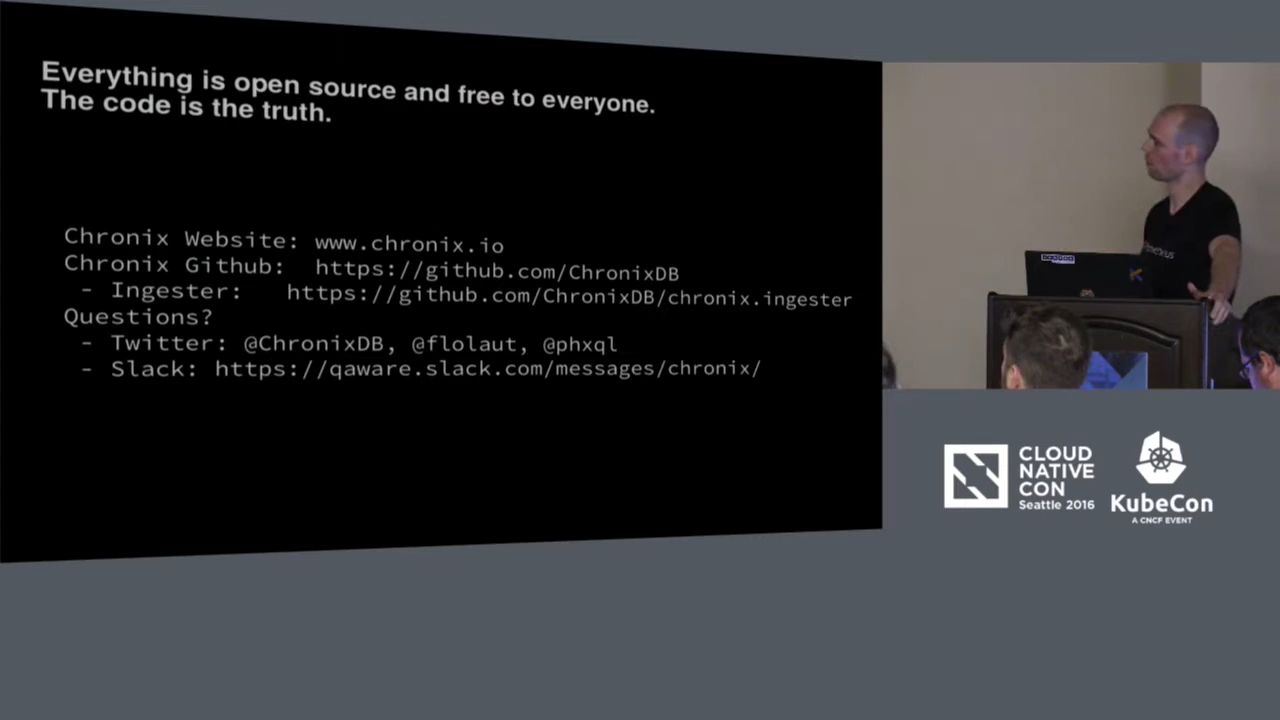 Everything is open source and free to everyone.
The code is the truth.
Chronix Website: www.chronix.io
Chronix Github: https://github.com/ChronixDB
- Ingester: https://github.com/ChronixDB/chronix.ingester
Questions?
- Twitter: @ChronixDB, @flolaut, @phxql
- Slack: https://qaware.slack.com/messages/chronix/
CLOUD
NATIVE
CON
Seattle 2016
KubeCon
A CNCF EVENT